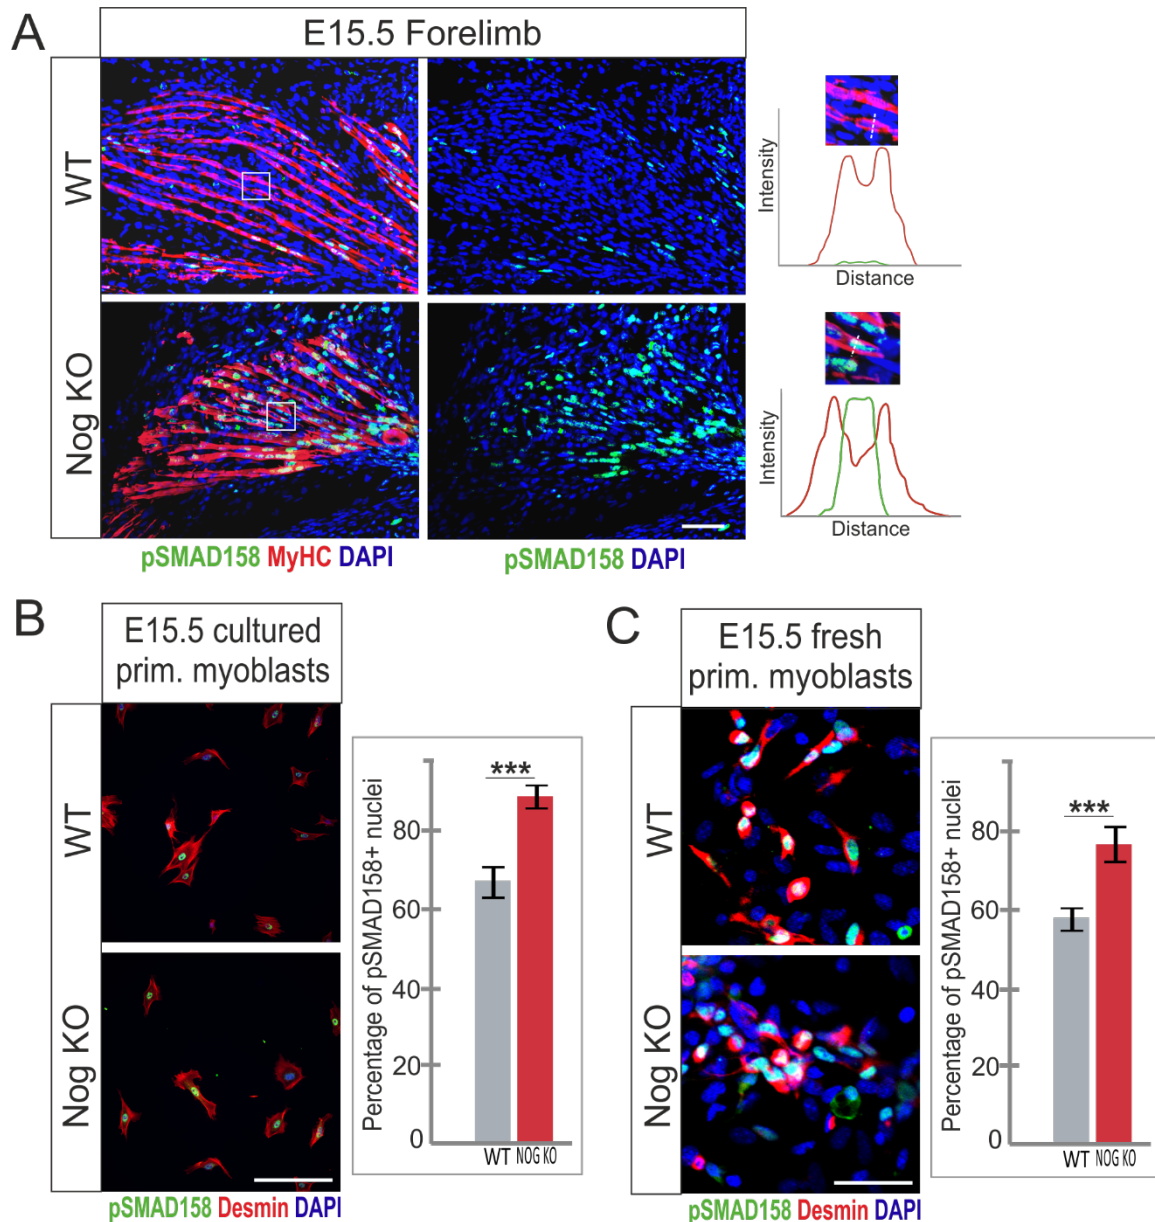 A
E15.5 Forelimb
WT
Nog KO
Intensity
Distance
Intensity
Distance
pSMAD158 MyHC DAPI
pSMAD158 DAPI
B
E15.5 cultured
prim. myoblasts
WT
Nog KO
pSMAD158 Desmin DAPI
Percentage of pSMAD158+ nuclei
80
60
40
20
0
***
WT NOG KO
C
E15.5 fresh
prim. myoblasts
WT
Nog KO
pSMAD158 Desmin DAPI
Percentage of pSMAD158+ nuclei
80
60
40
20
0
***
WT NOG KO